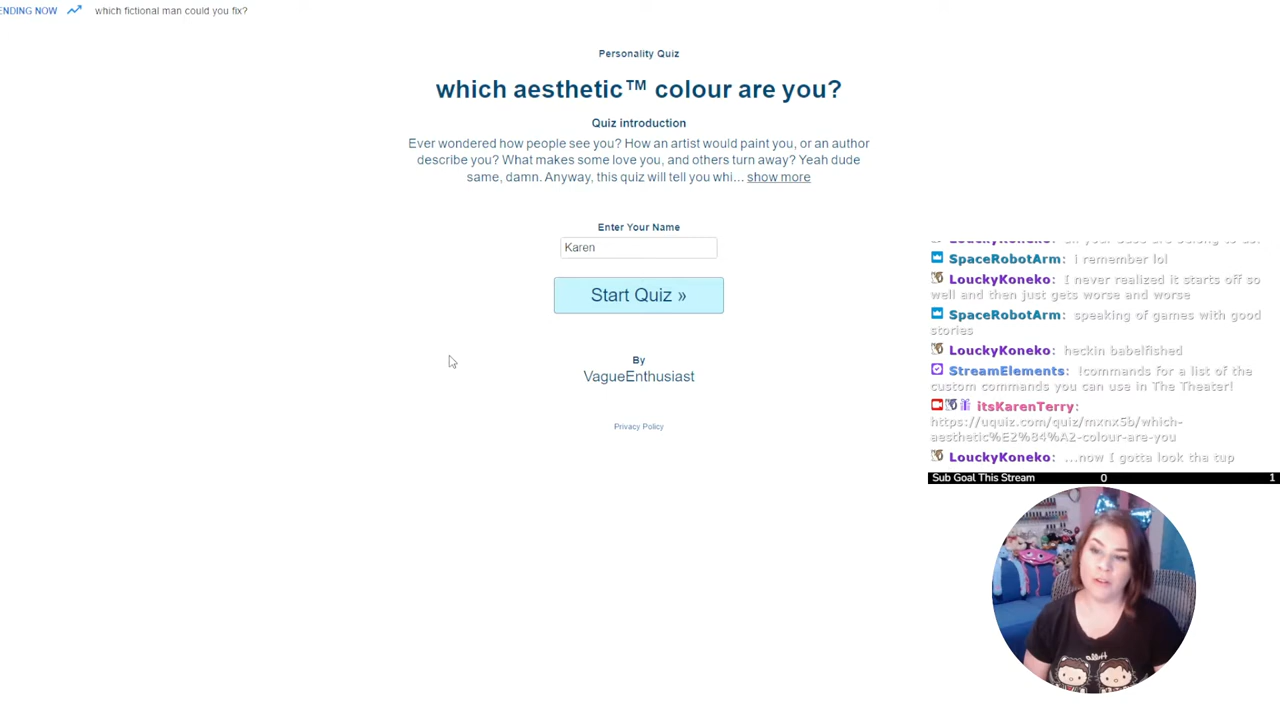 ENDING NOW which fictional man could you fix?
Personality Quiz
which aesthetic™ colour are you?
Quiz introduction
Ever wondered how people see you? How an artist would paint you, or an author
describe you? What makes some love you, and others turn away? Yeah dude
same, damn. Anyway, this quiz will tell you whi... show more
Enter Your Name
Karen
Start Quiz »
By
VagueEnthusiast
Privacy Policy
SpaceRobotArm: i remember lol
LouckyKoneko: I never realized it starts off so
well and then just gets worse and worse
SpaceRobotArm: speaking of games with good
stories
LouckyKoneko: heckin babelfished
StreamElements: !commands for a list of the
custom commands you can use in The Theater!
itsKarenTerry:
https://uquiz.com/quiz/mxnx5b/which-
aesthetic%E2%84%A2-colour-are-you
LouckyKoneko: ...now I gotta look tha tup
Sub Goal This Stream 0 1